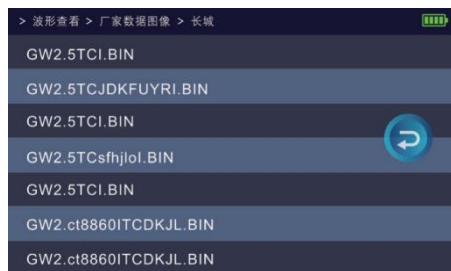 > 波形查看 > 厂家数据图像 > 长城
GW2.5TCI.BIN
GW2.5TCJDKFUYRI.BIN
GW2.5TCI.BIN
GW2.5TCsfhjlol.BIN
GW2.5TCI.BIN
GW2.ct8860ITCDKJL.BIN
GW2.ct8860ITCDKJL.BIN